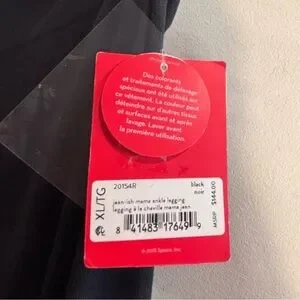 Des colorants
et traitements de délavage
spéciaux ont été utilisés sur
ce vêtement. La couleur peut
déteindre sur d'autres tissus
et surfaces avant et après
lavage. Laver avant
la première utilisation.
XL/TG
20154R
black
noir
jean-ish mama ankle legging
legging à la cheville mama jean
8 41483 17649 9
MSRP $144.00
Spanx, Inc.